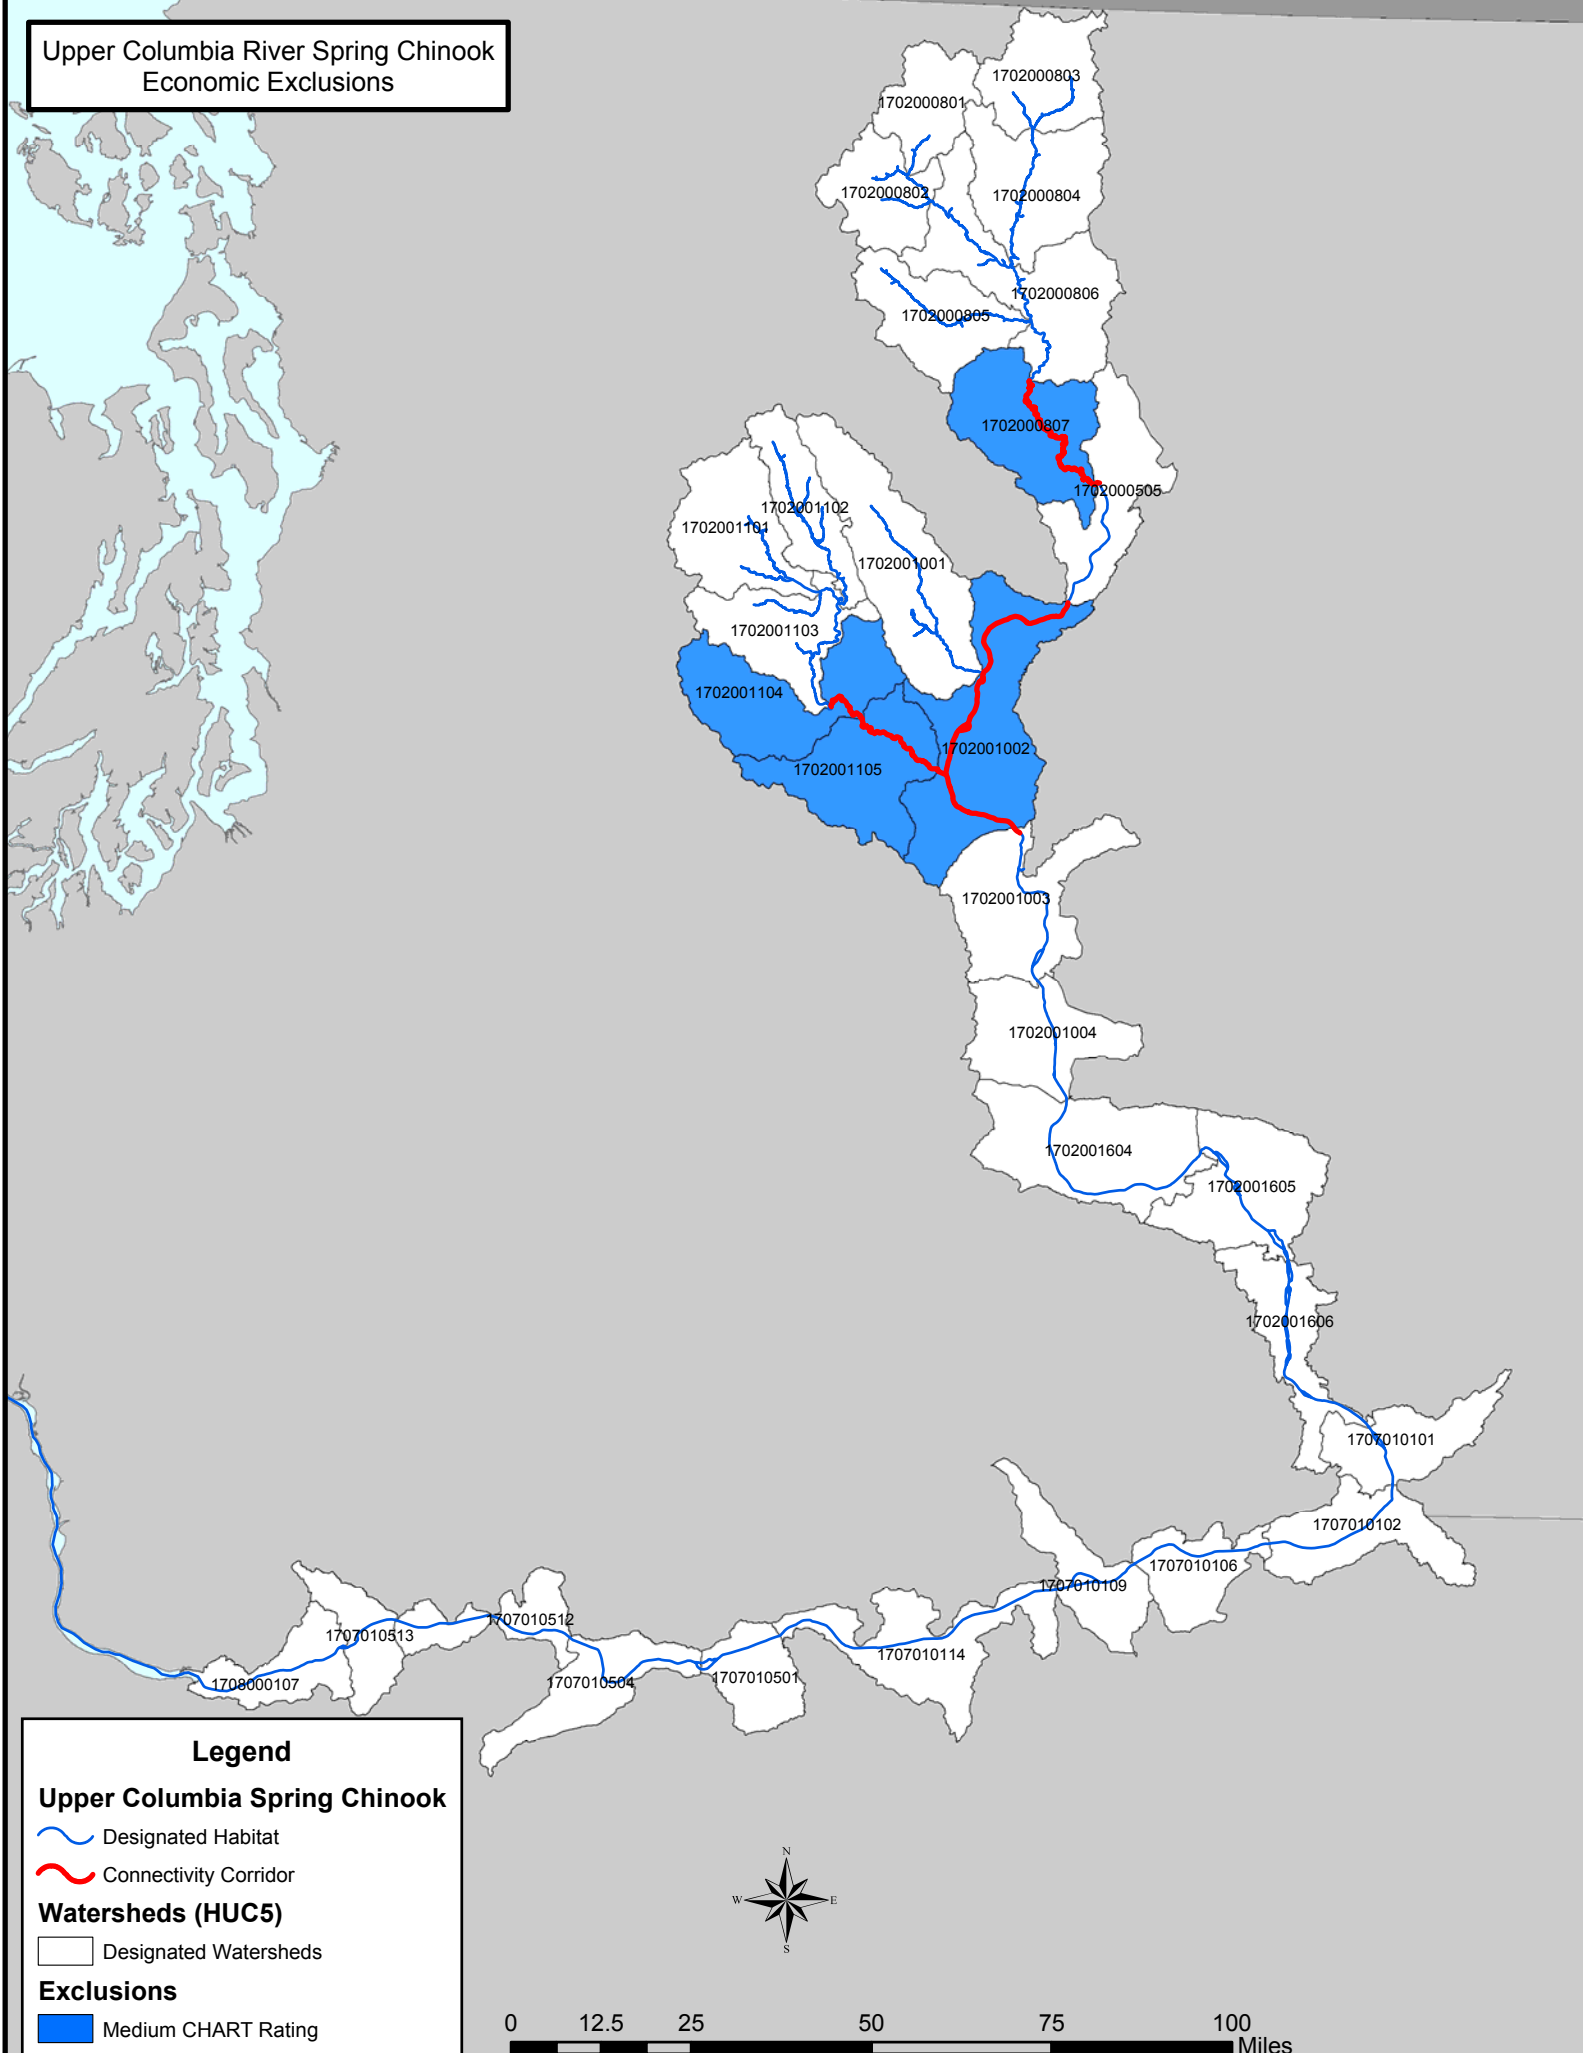 Upper Columbia River Spring Chinook
Economic Exclusions
1702000803
1702000801
1702000802
1702000804
1702000806
1702000805
1702000807
1702000505
1702001102
1702001101
1702001001
1702001103
1702001104
1702001002
1702001105
1702001003
1702001004
1702001604
1702001605
1702001606
1707010101
1707010102
1707010106
1707010109
1707010512
1707010513
1707010114
1707010501
1707010504
1708000107
Legend
Upper Columbia Spring Chinook
Designated Habitat
Connectivity Corridor
Watersheds (HUC5)
Designated Watersheds
Exclusions
Medium CHART Rating
N
W E
S
0 12.5 25 50 75 100
Miles